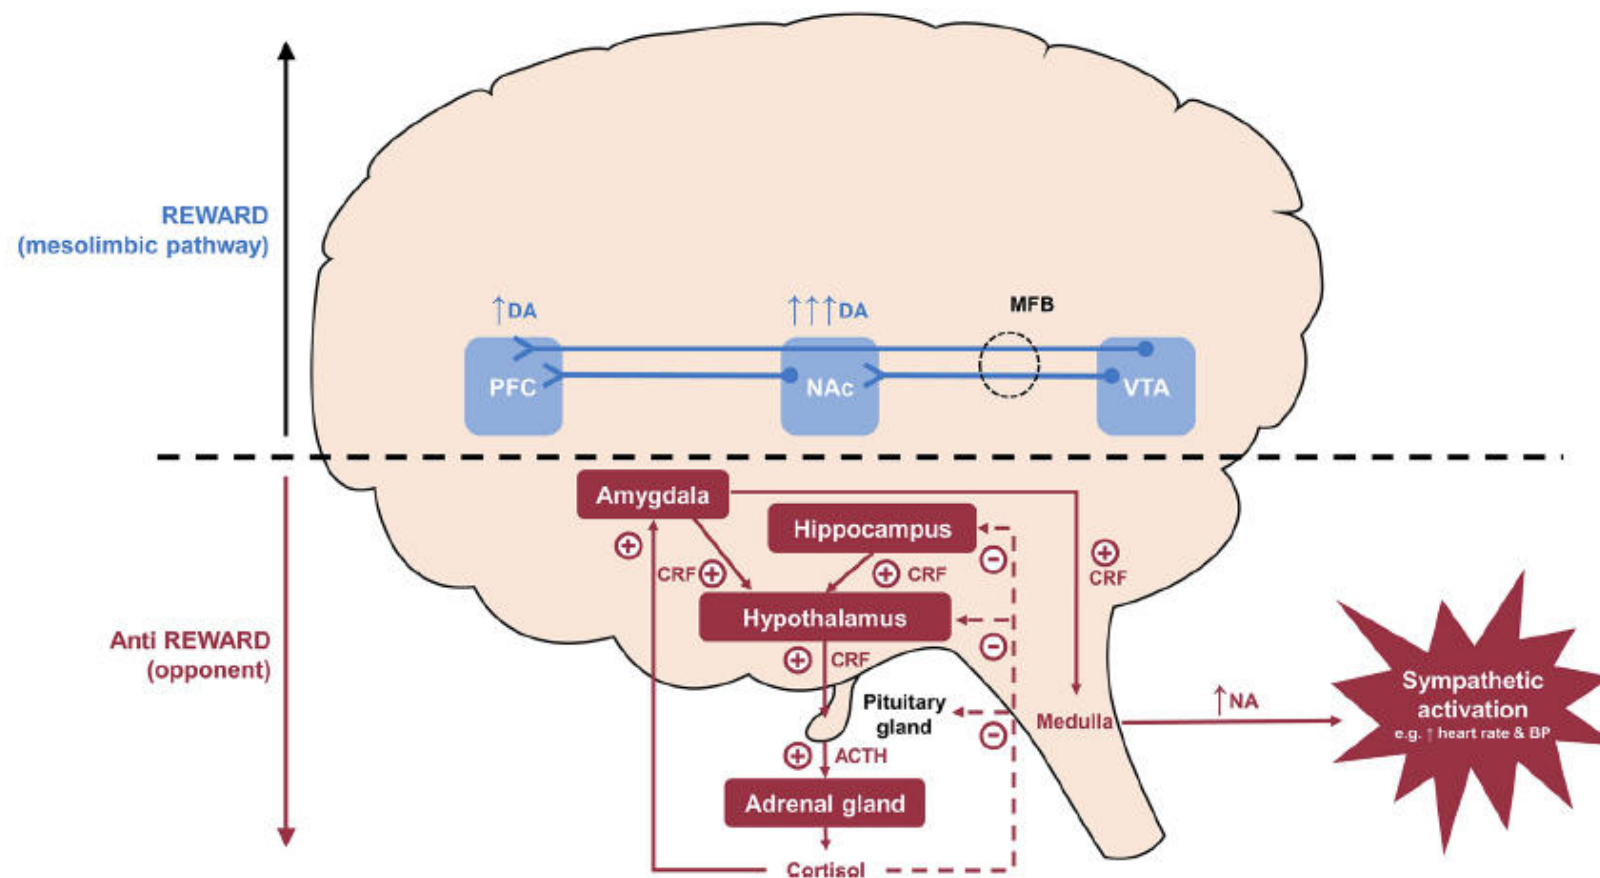 REWARD
(mesolimbic pathway)
↑DA
↑↑↑DA
MFB
PFC
NAc
VTA
Amygdala
Hippocampus
+
−
+
CRF
CRF +
+ CRF
Hypothalamus
Anti REWARD
(opponent)
−
+ CRF
Pituitary
gland
−
Medulla
↑NA
Sympathetic
activation
e.g. ↑ heart rate & BP
+ ACTH
Adrenal gland
Cortisol